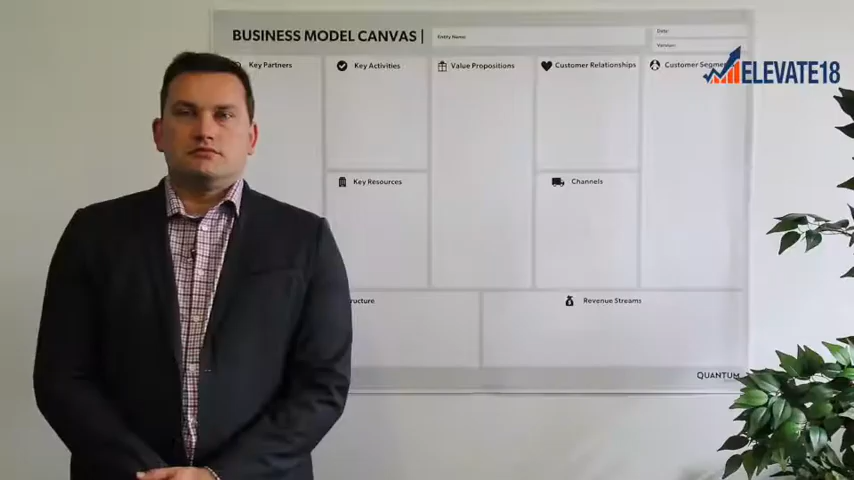 BUSINESS MODEL CANVAS |
Entity Name:
Date:
Version:
Key Partners
Key Activities
Value Propositions
Customer Relationships
Customer Segme
ELEVATE18
Key Resources
Channels
ructure
Revenue Streams
QUANTUM